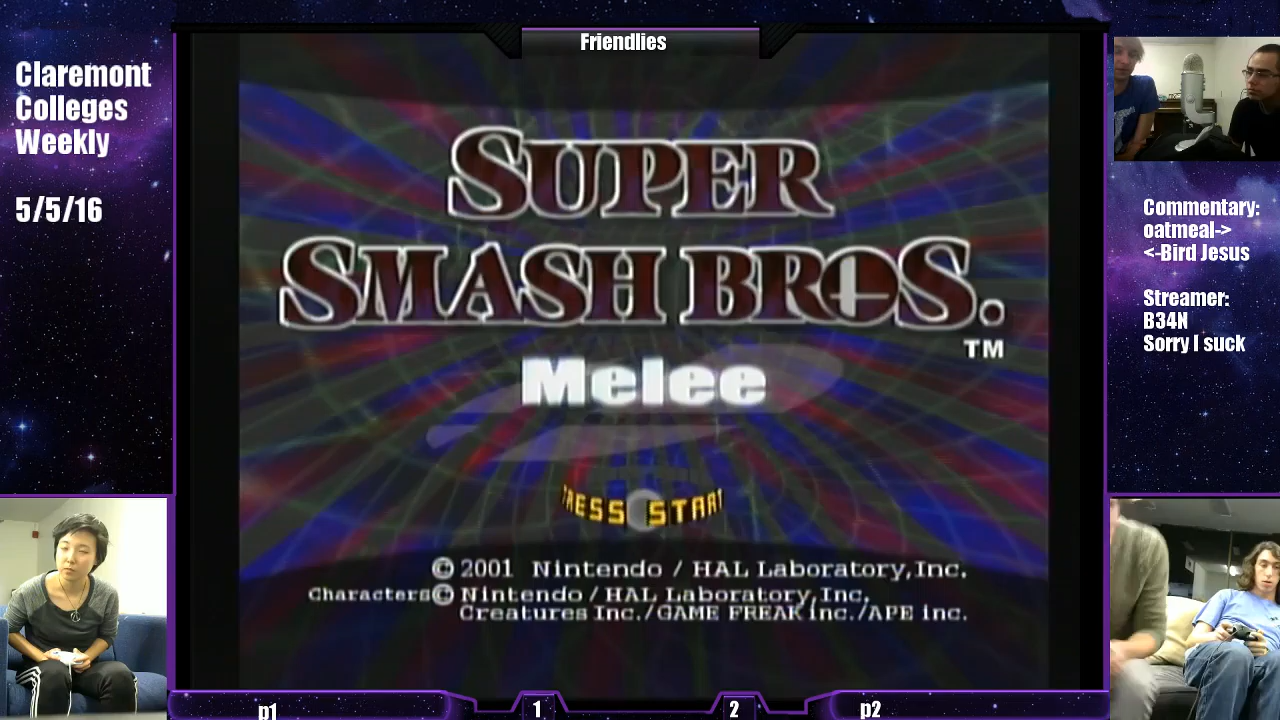 Friendlies
Claremont
Colleges
Weekly
5/5/16
SUPER
SMASH BROS.
TM
Melee
PRESS START
© 2001 Nintendo / HAL Laboratory,Inc.
Characters© Nintendo / HAL Laboratory,Inc.
Creatures Inc./GAME FREAK inc./APE inc.
Commentary:
oatmeal->
<-Bird Jesus
Streamer:
B34N
Sorry I suck
p1
1
2
p2